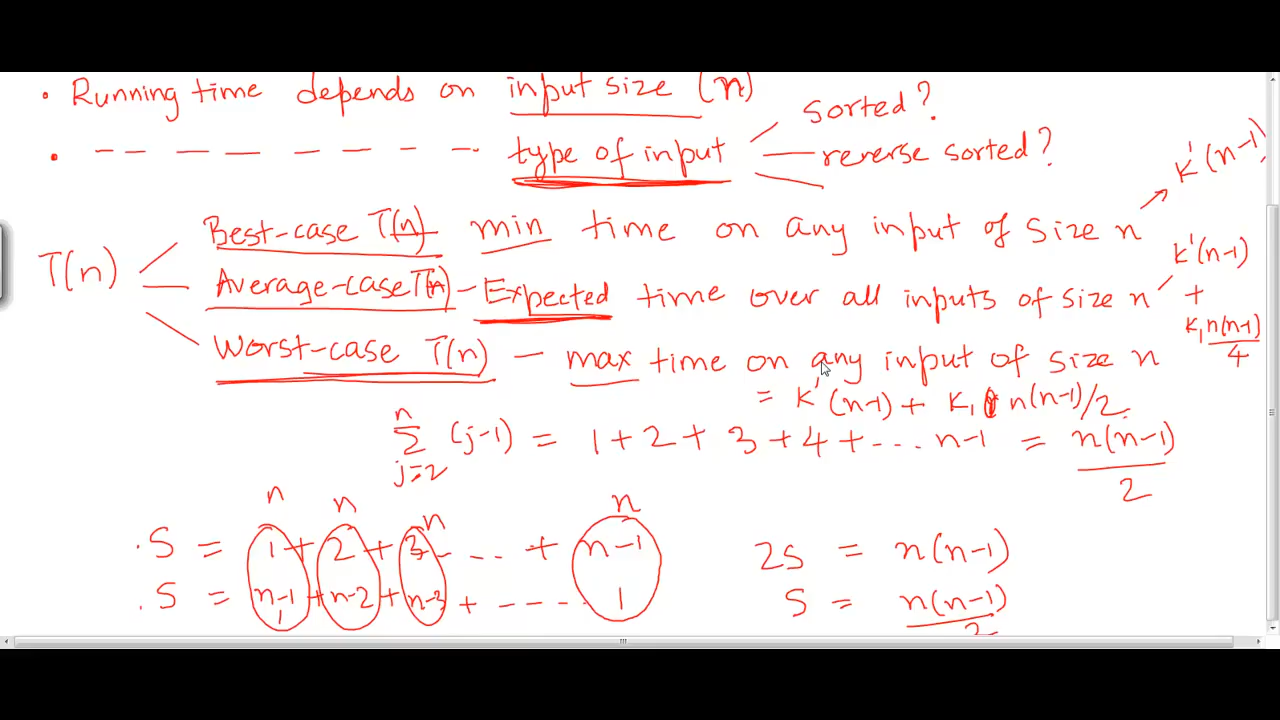 • Running time depends on input size (n)
• - - - - - - - - - type of input
sorted?
reverse sorted?
T(n)
Best-case T(n) min time on any input of size n
k'(n-1)
Average-case T(n) - Expected time over all inputs of size n
k'(n-1)
+
k₁n(n-1)
4
Worst-case T(n) - max time on any input of size n
= k'(n-1) + k₁ n(n-1)/2
n
∑ (j-1) = 1 + 2 + 3 + 4 + ... n-1 = n(n-1)
j=2
2
n n n n
.S = 1 + 2 + 3 - ... + n-1
.S = n-1 + n-2 + n-3 + - - - - .. 1
1
2S = n(n-1)
S = n(n-1)
2